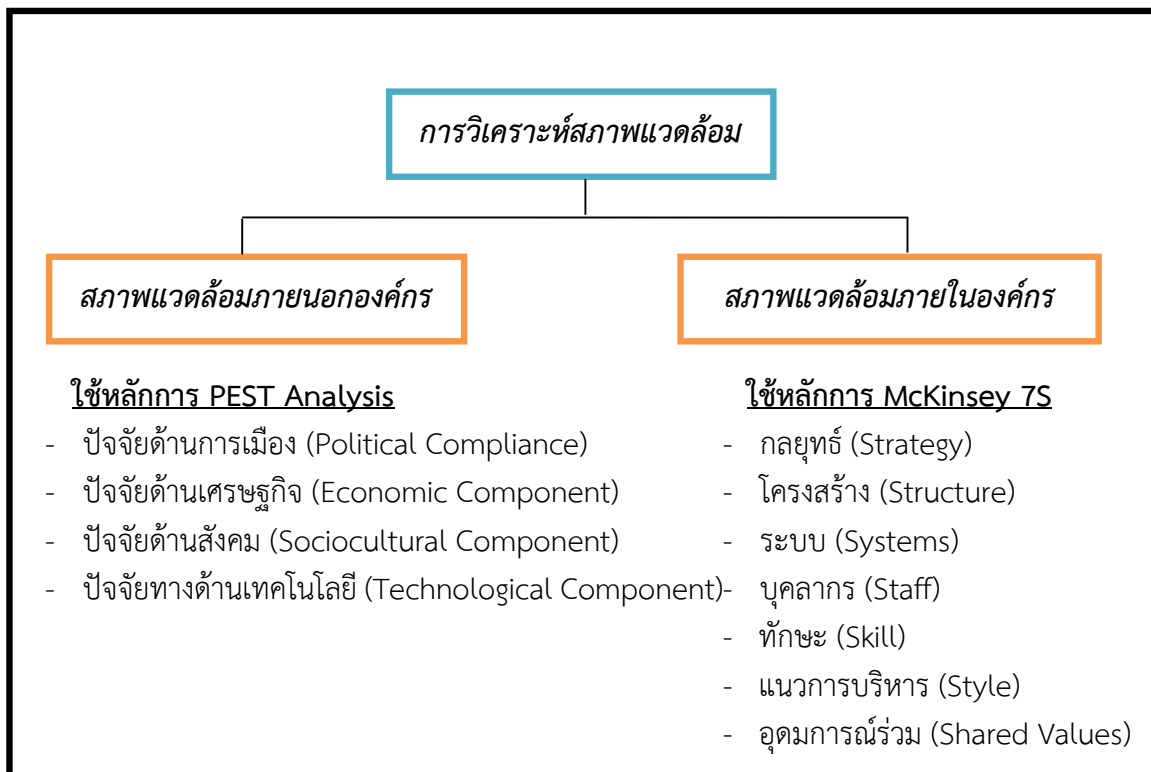 การวิเคราะห์สภาพแวดล้อม
สภาพแวดล้อมภายนอกองค์กร
ใช้หลักการ PEST Analysis
- ปัจจัยด้านการเมือง (Political Compliance)
- ปัจจัยด้านเศรษฐกิจ (Economic Component)
- ปัจจัยด้านสังคม (Sociocultural Component)
- ปัจจัยทางด้านเทคโนโลยี (Technological Component)
สภาพแวดล้อมภายในองค์กร
ใช้หลักการ McKinsey 7S
- กลยุทธ์ (Strategy)
- โครงสร้าง (Structure)
- ระบบ (Systems)
- บุคลากร (Staff)
- ทักษะ (Skill)
- แนวการบริหาร (Style)
- อุดมการณ์ร่วม (Shared Values)